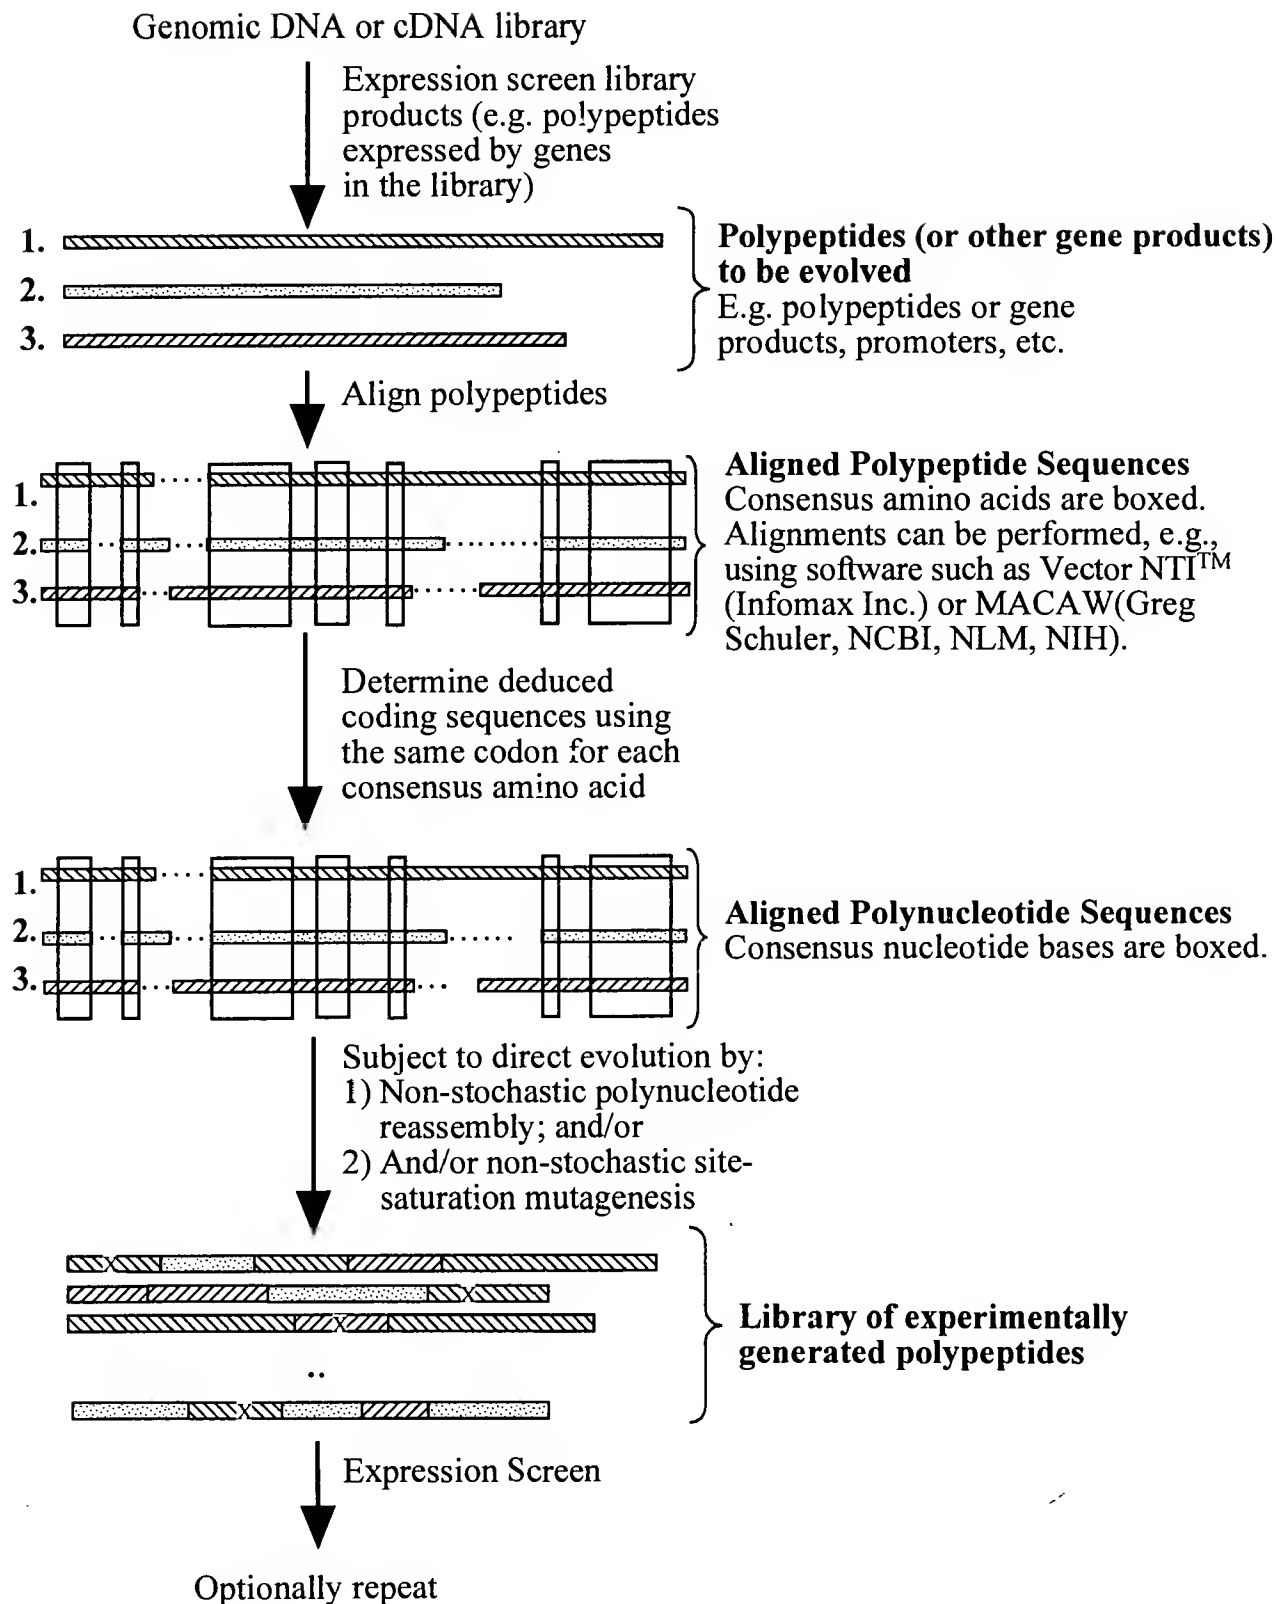 Genomic DNA or cDNA library
Expression screen library
products (e.g. polypeptides
expressed by genes
in the library)
1.
2.
3.
Polypeptides (or other gene products)
to be evolved
E.g. polypeptides or gene
products, promoters, etc.
Align polypeptides
1.
2.
3.
Aligned Polypeptide Sequences
Consensus amino acids are boxed.
Alignments can be performed, e.g.,
using software such as Vector NTI™
(Infomax Inc.) or MACAW(Greg
Schuler, NCBI, NLM, NIH).
Determine deduced
coding sequences using
the same codon for each
consensus amino acid
1.
2.
3.
Aligned Polynucleotide Sequences
Consensus nucleotide bases are boxed.
Subject to direct evolution by:
1) Non-stochastic polynucleotide
reassembly; and/or
2) And/or non-stochastic site-
saturation mutagenesis
X
X
X
X
Library of experimentally
generated polypeptides
Expression Screen
Optionally repeat